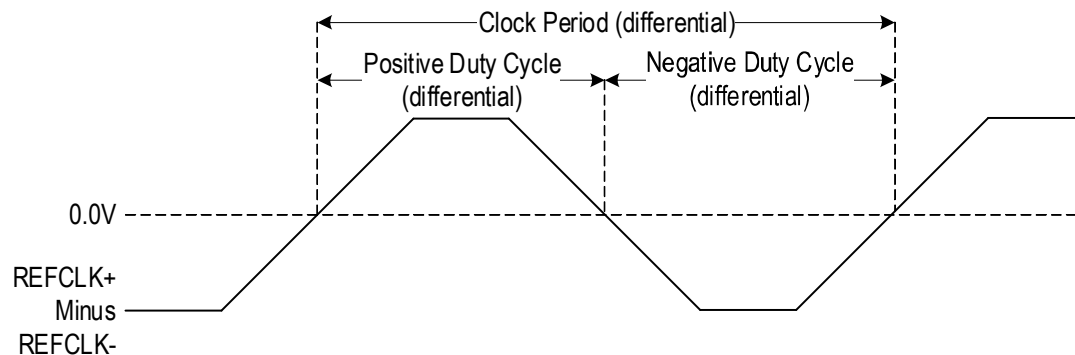 Clock Period (differential)
Positive Duty Cycle
(differential)
Negative Duty Cycle
(differential)
0.0V
REFCLK+
Minus
REFCLK-